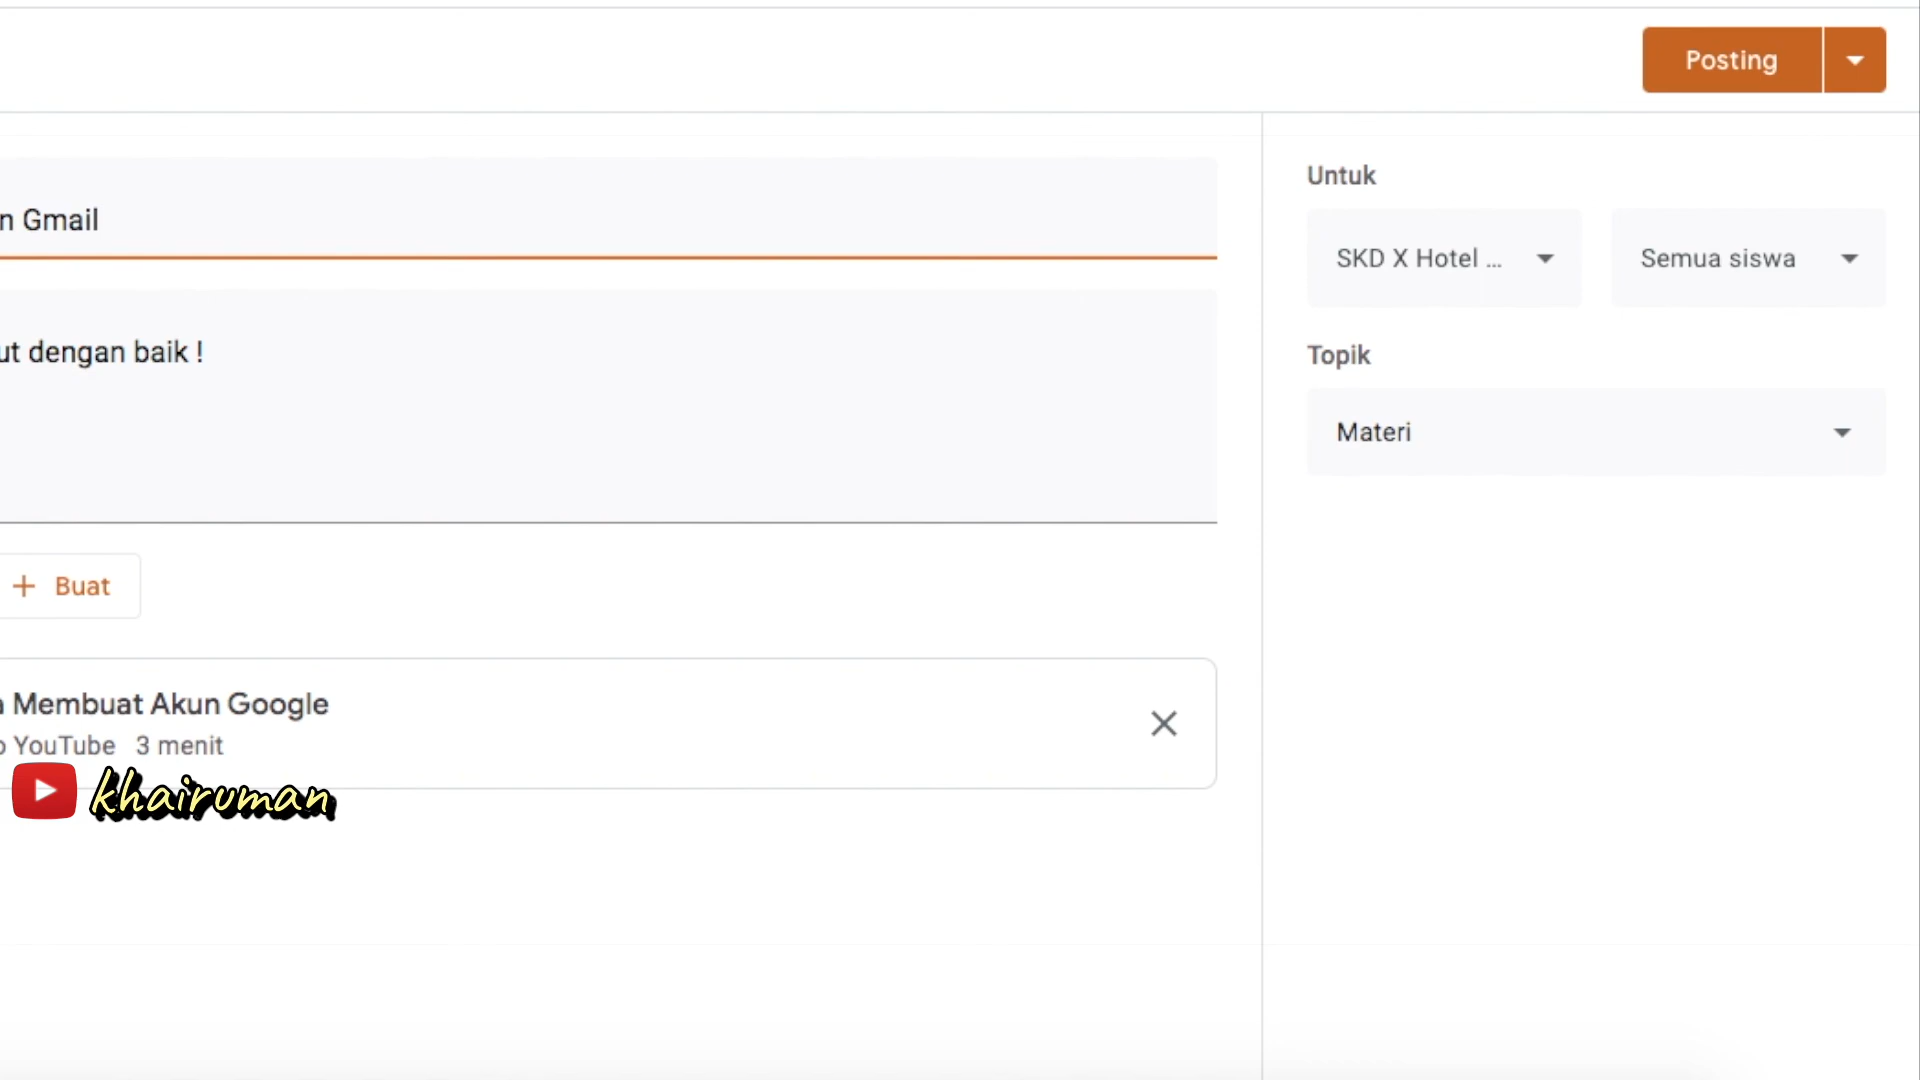 Posting
Untuk
n Gmail
SKD X Hotel ...
Semua siswa
ut dengan baik !
Topik
Materi
+ Buat
Membuat Akun Google
YouTube 3 menit
khairuman